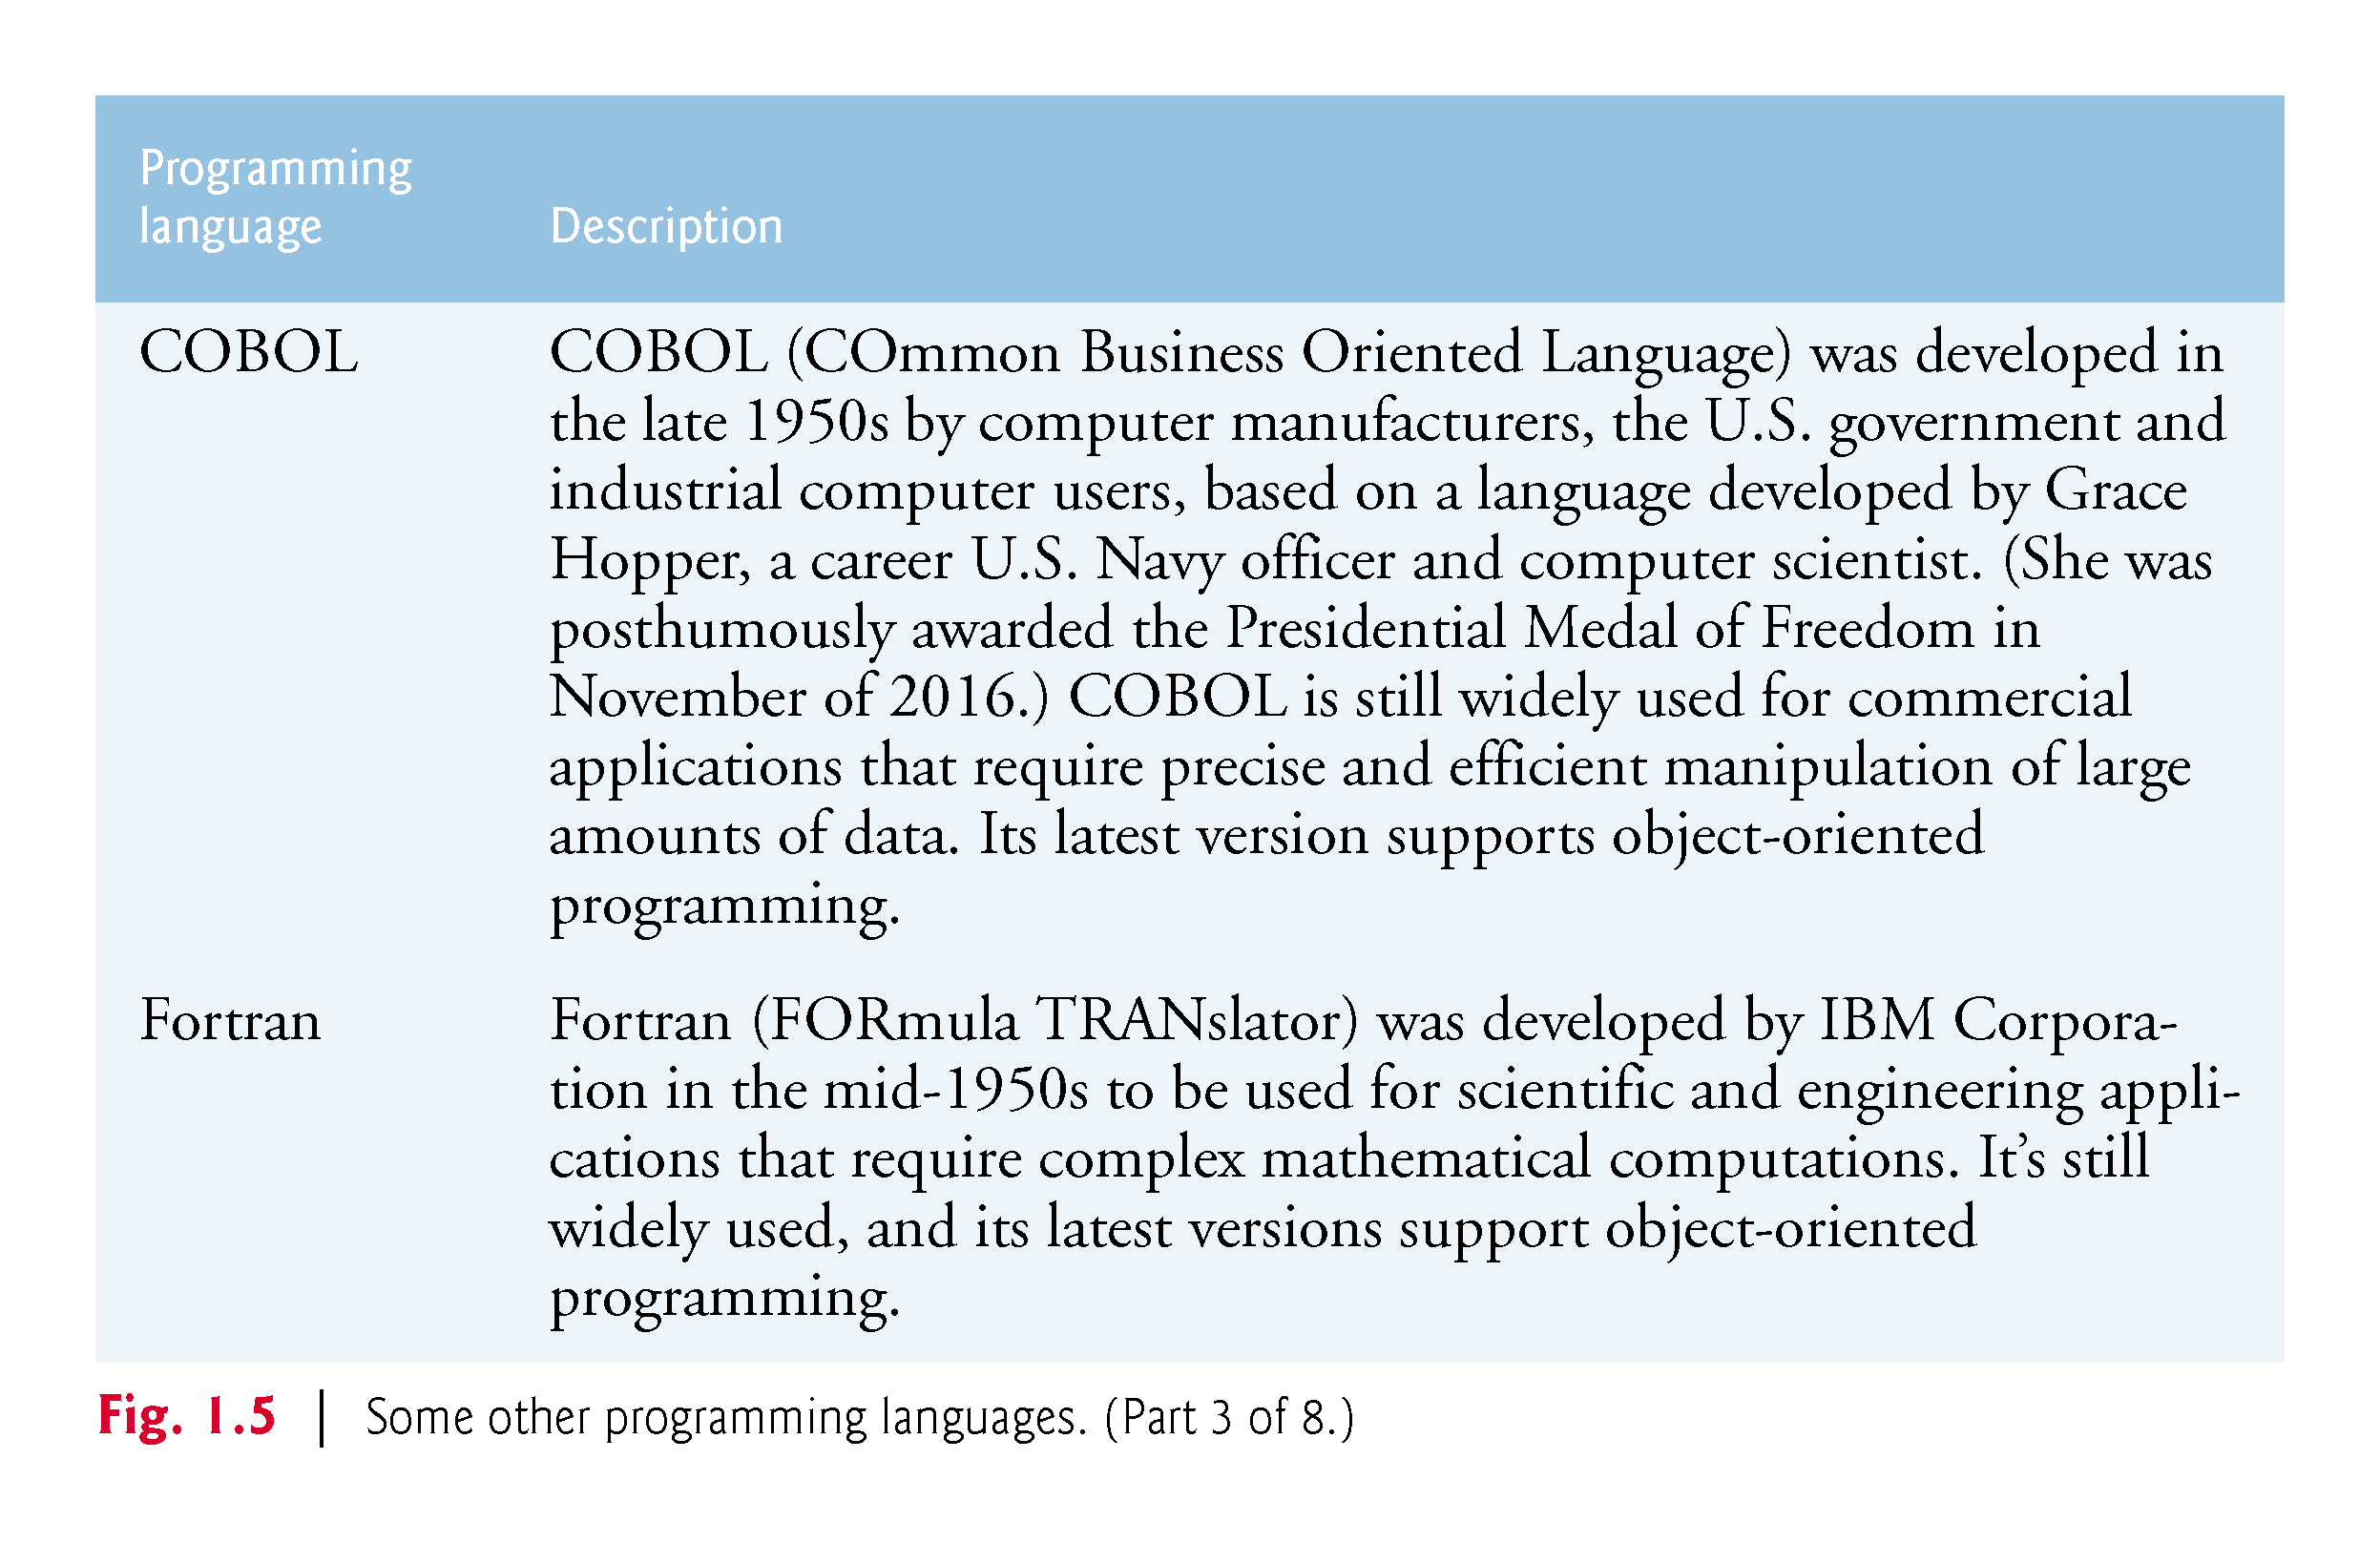 Programming
language
Description
COBOL
COBOL (COmmon Business Oriented Language) was developed in
the late 1950s by computer manufacturers, the U.S. government and
industrial computer users, based on a language developed by Grace
Hopper, a career U.S. Navy officer and computer scientist. (She was
posthumously awarded the Presidential Medal of Freedom in
November of 2016.) COBOL is still widely used for commercial
applications that require precise and efficient manipulation of large
amounts of data. Its latest version supports object-oriented
programming.
Fortran
Fortran (FORmula TRANslator) was developed by IBM Corpora-
tion in the mid-1950s to be used for scientific and engineering appli-
cations that require complex mathematical computations. It’s still
widely used, and its latest versions support object-oriented
programming.
Fig. 1.5 | Some other programming languages. (Part 3 of 8.)